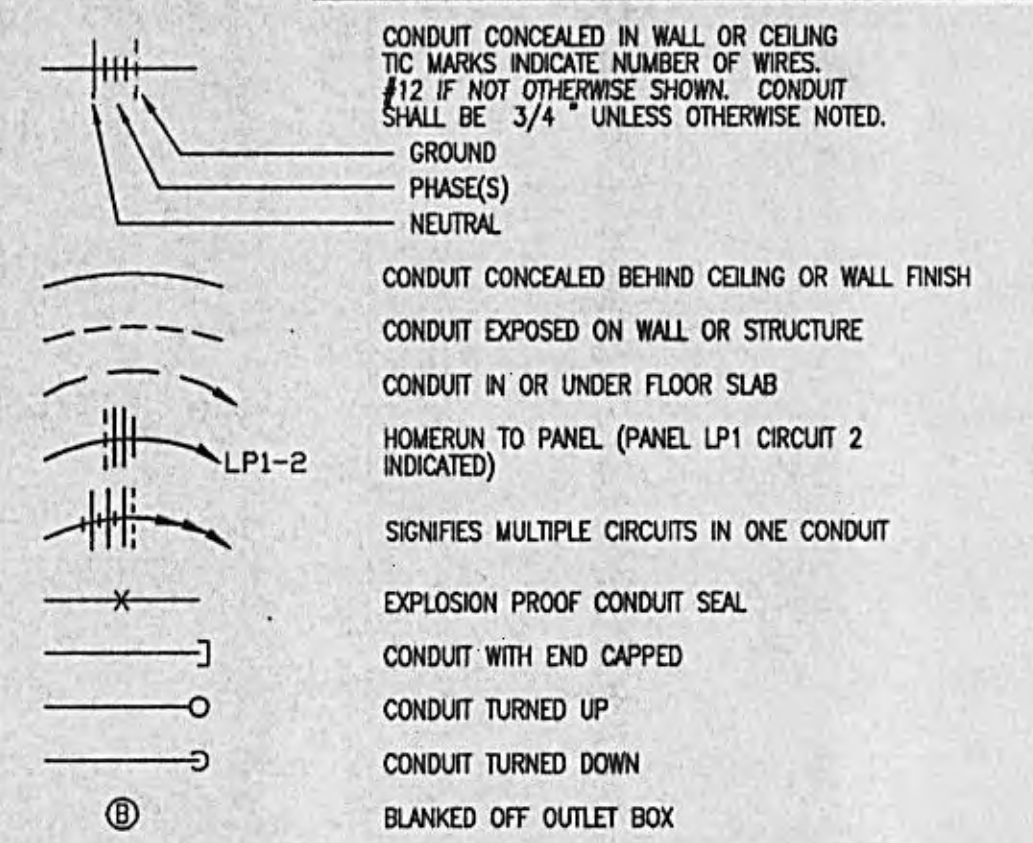 CONDUIT CONCEALED IN WALL OR CEILING
TIC MARKS INDICATE NUMBER OF WIRES.
#12 IF NOT OTHERWISE SHOWN. CONDUIT
SHALL BE 3/4 " UNLESS OTHERWISE NOTED.
GROUND
PHASE(S)
NEUTRAL
CONDUIT CONCEALED BEHIND CEILING OR WALL FINISH
CONDUIT EXPOSED ON WALL OR STRUCTURE
CONDUIT IN OR UNDER FLOOR SLAB
HOMERUN TO PANEL (PANEL LP1 CIRCUIT 2
INDICATED)
LP1-2
SIGNIFIES MULTIPLE CIRCUITS IN ONE CONDUIT
EXPLOSION PROOF CONDUIT SEAL
CONDUIT WITH END CAPPED
CONDUIT TURNED UP
CONDUIT TURNED DOWN
B BLANKED OFF OUTLET BOX